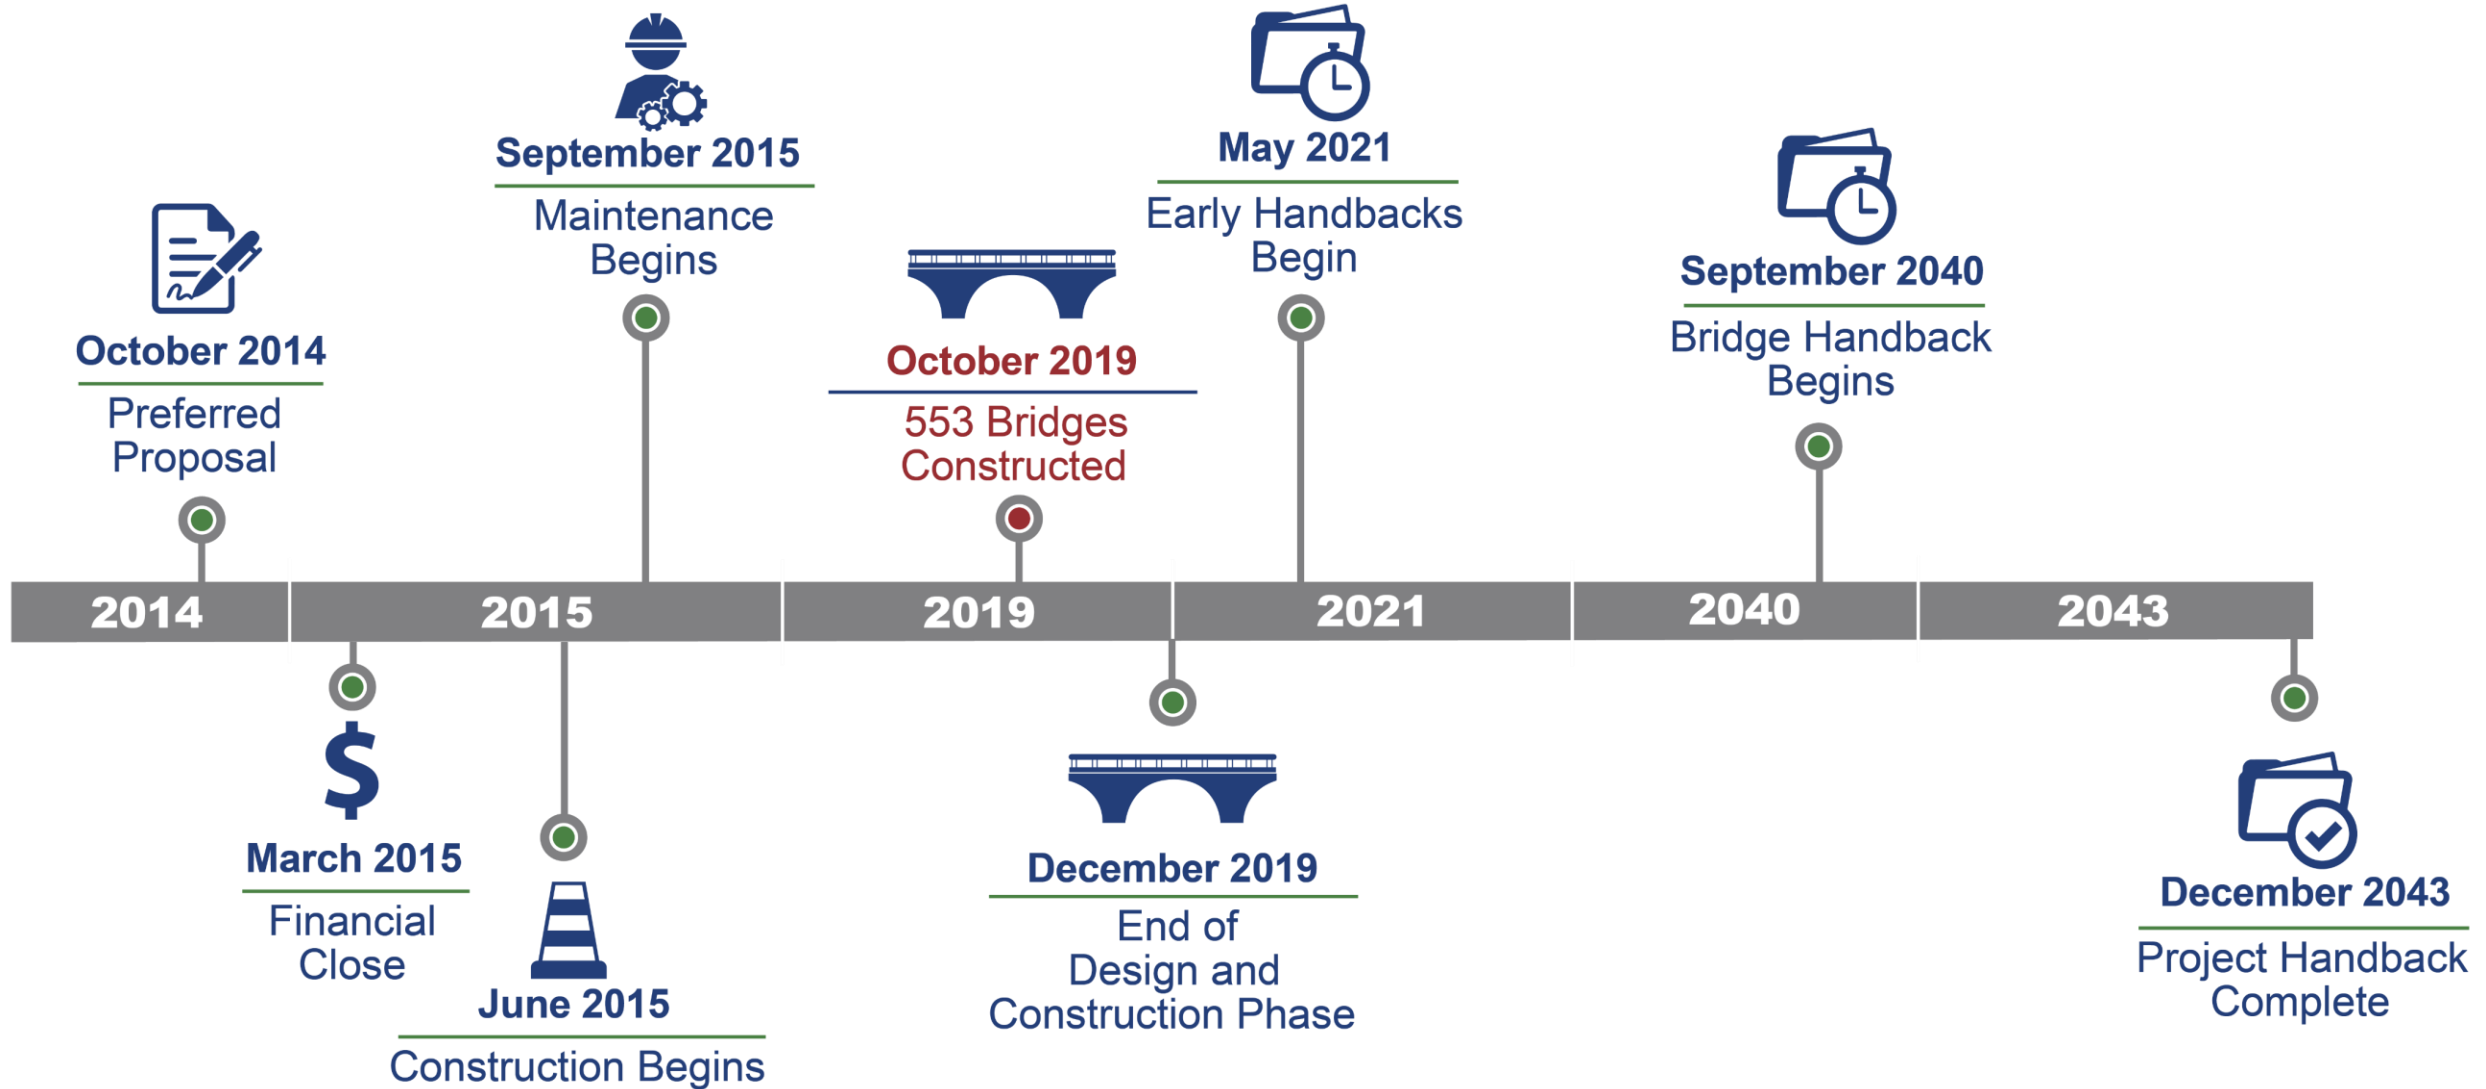 September 2015
Maintenance
Begins
May 2021
Early Handbacks
Begin
September 2040
Bridge Handback
Begins
October 2014
Preferred
Proposal
October 2019
553 Bridges
Constructed
2014
2015
2019
2021
2040
2043
March 2015
Financial
Close
June 2015
Construction Begins
December 2019
End of
Design and
Construction Phase
December 2043
Project Handback
Complete